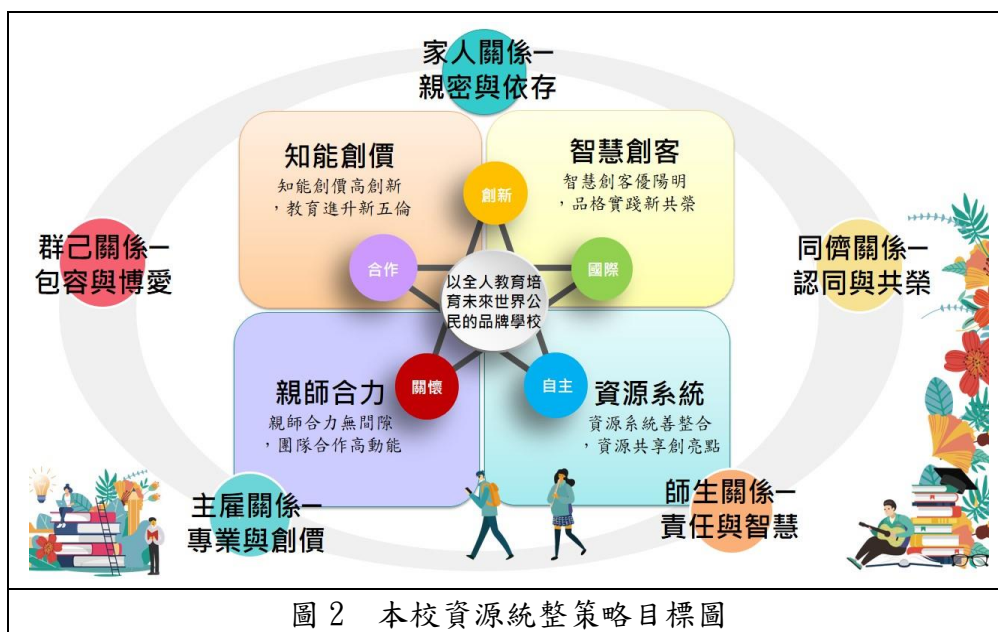 家人關係–
親密與依存
知能創價
知能創價高創新
，教育進升新五倫
智慧創客
智慧創客優陽明
，品格實踐新共榮
創新
合作
國際
群己關係–
包容與博愛
同儕關係–
認同與共榮
以全人教育培
育未來世界公
民的品牌學校
親師合力
親師合力無間隙
，團隊合作高動能
關懷
自主
資源系統
資源系統善整合
，資源共享創亮點
主雇關係–
專業與創價
師生關係–
責任與智慧
圖 2 本校資源統整策略目標圖